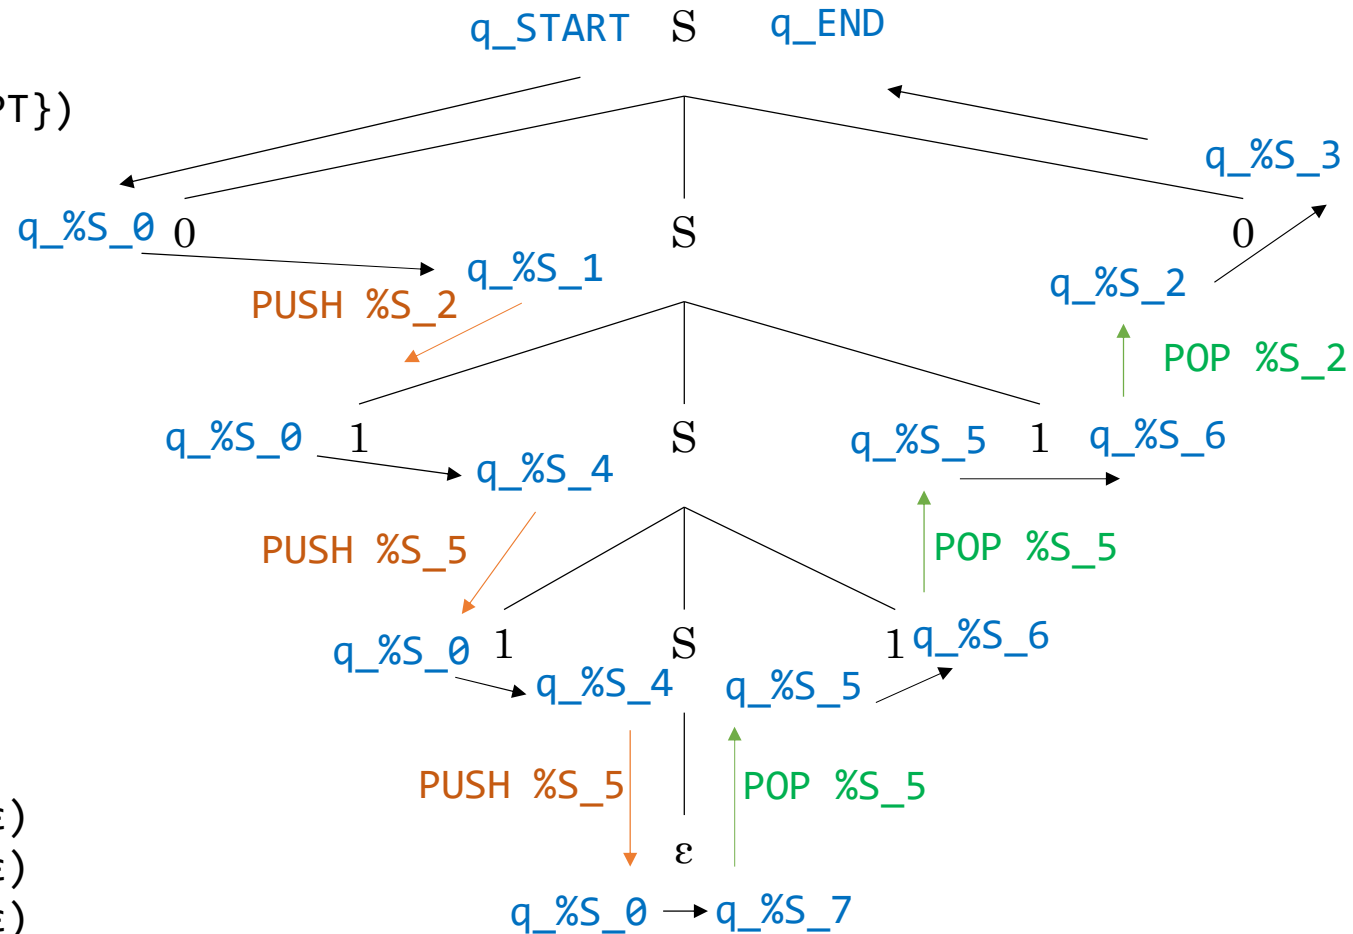 q_START S q_END
PT})
q_%S_3
q_%S_0 0 S 0
q_%S_1 q_%S_2
PUSH %S_2
POP %S_2
q_%S_0 1 S q_%S_5 1 q_%S_6
q_%S_4
PUSH %S_5 POP %S_5
q_%S_0 1 S 1 q_%S_6
q_%S_4 q_%S_5
PUSH %S_5 POP %S_5
ε)
ε
ε)
q_%S_0 q_%S_7
ε)